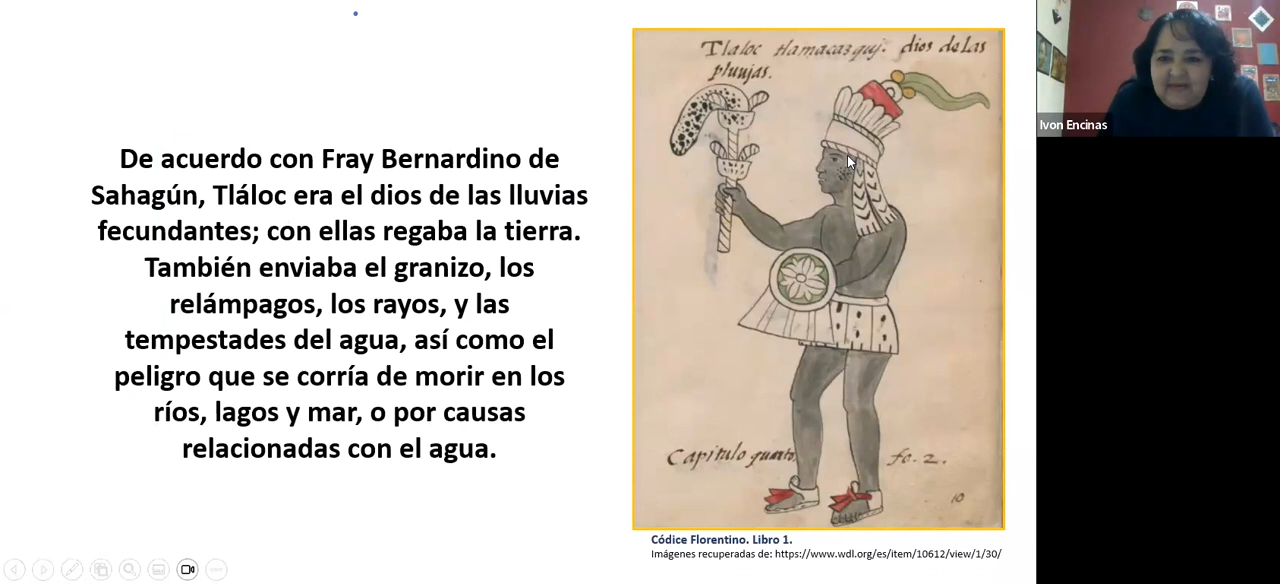 De acuerdo con Fray Bernardino de
Sahagún, Tláloc era el dios de las lluvias
fecundantes; con ellas regaba la tierra.
También enviaba el granizo, los
relámpagos, los rayos, y las
tempestades del agua, así como el
peligro que se corría de morir en los
ríos, lagos y mar, o por causas
relacionadas con el agua.
Tlaloc tlamacazquj. dios de las
pluujas.
Capitulo quarto
fo. 2.
10
Códice Florentino. Libro 1.
Imágenes recuperadas de: https://www.wdl.org/es/item/10612/view/1/30/
Ivon Encinas